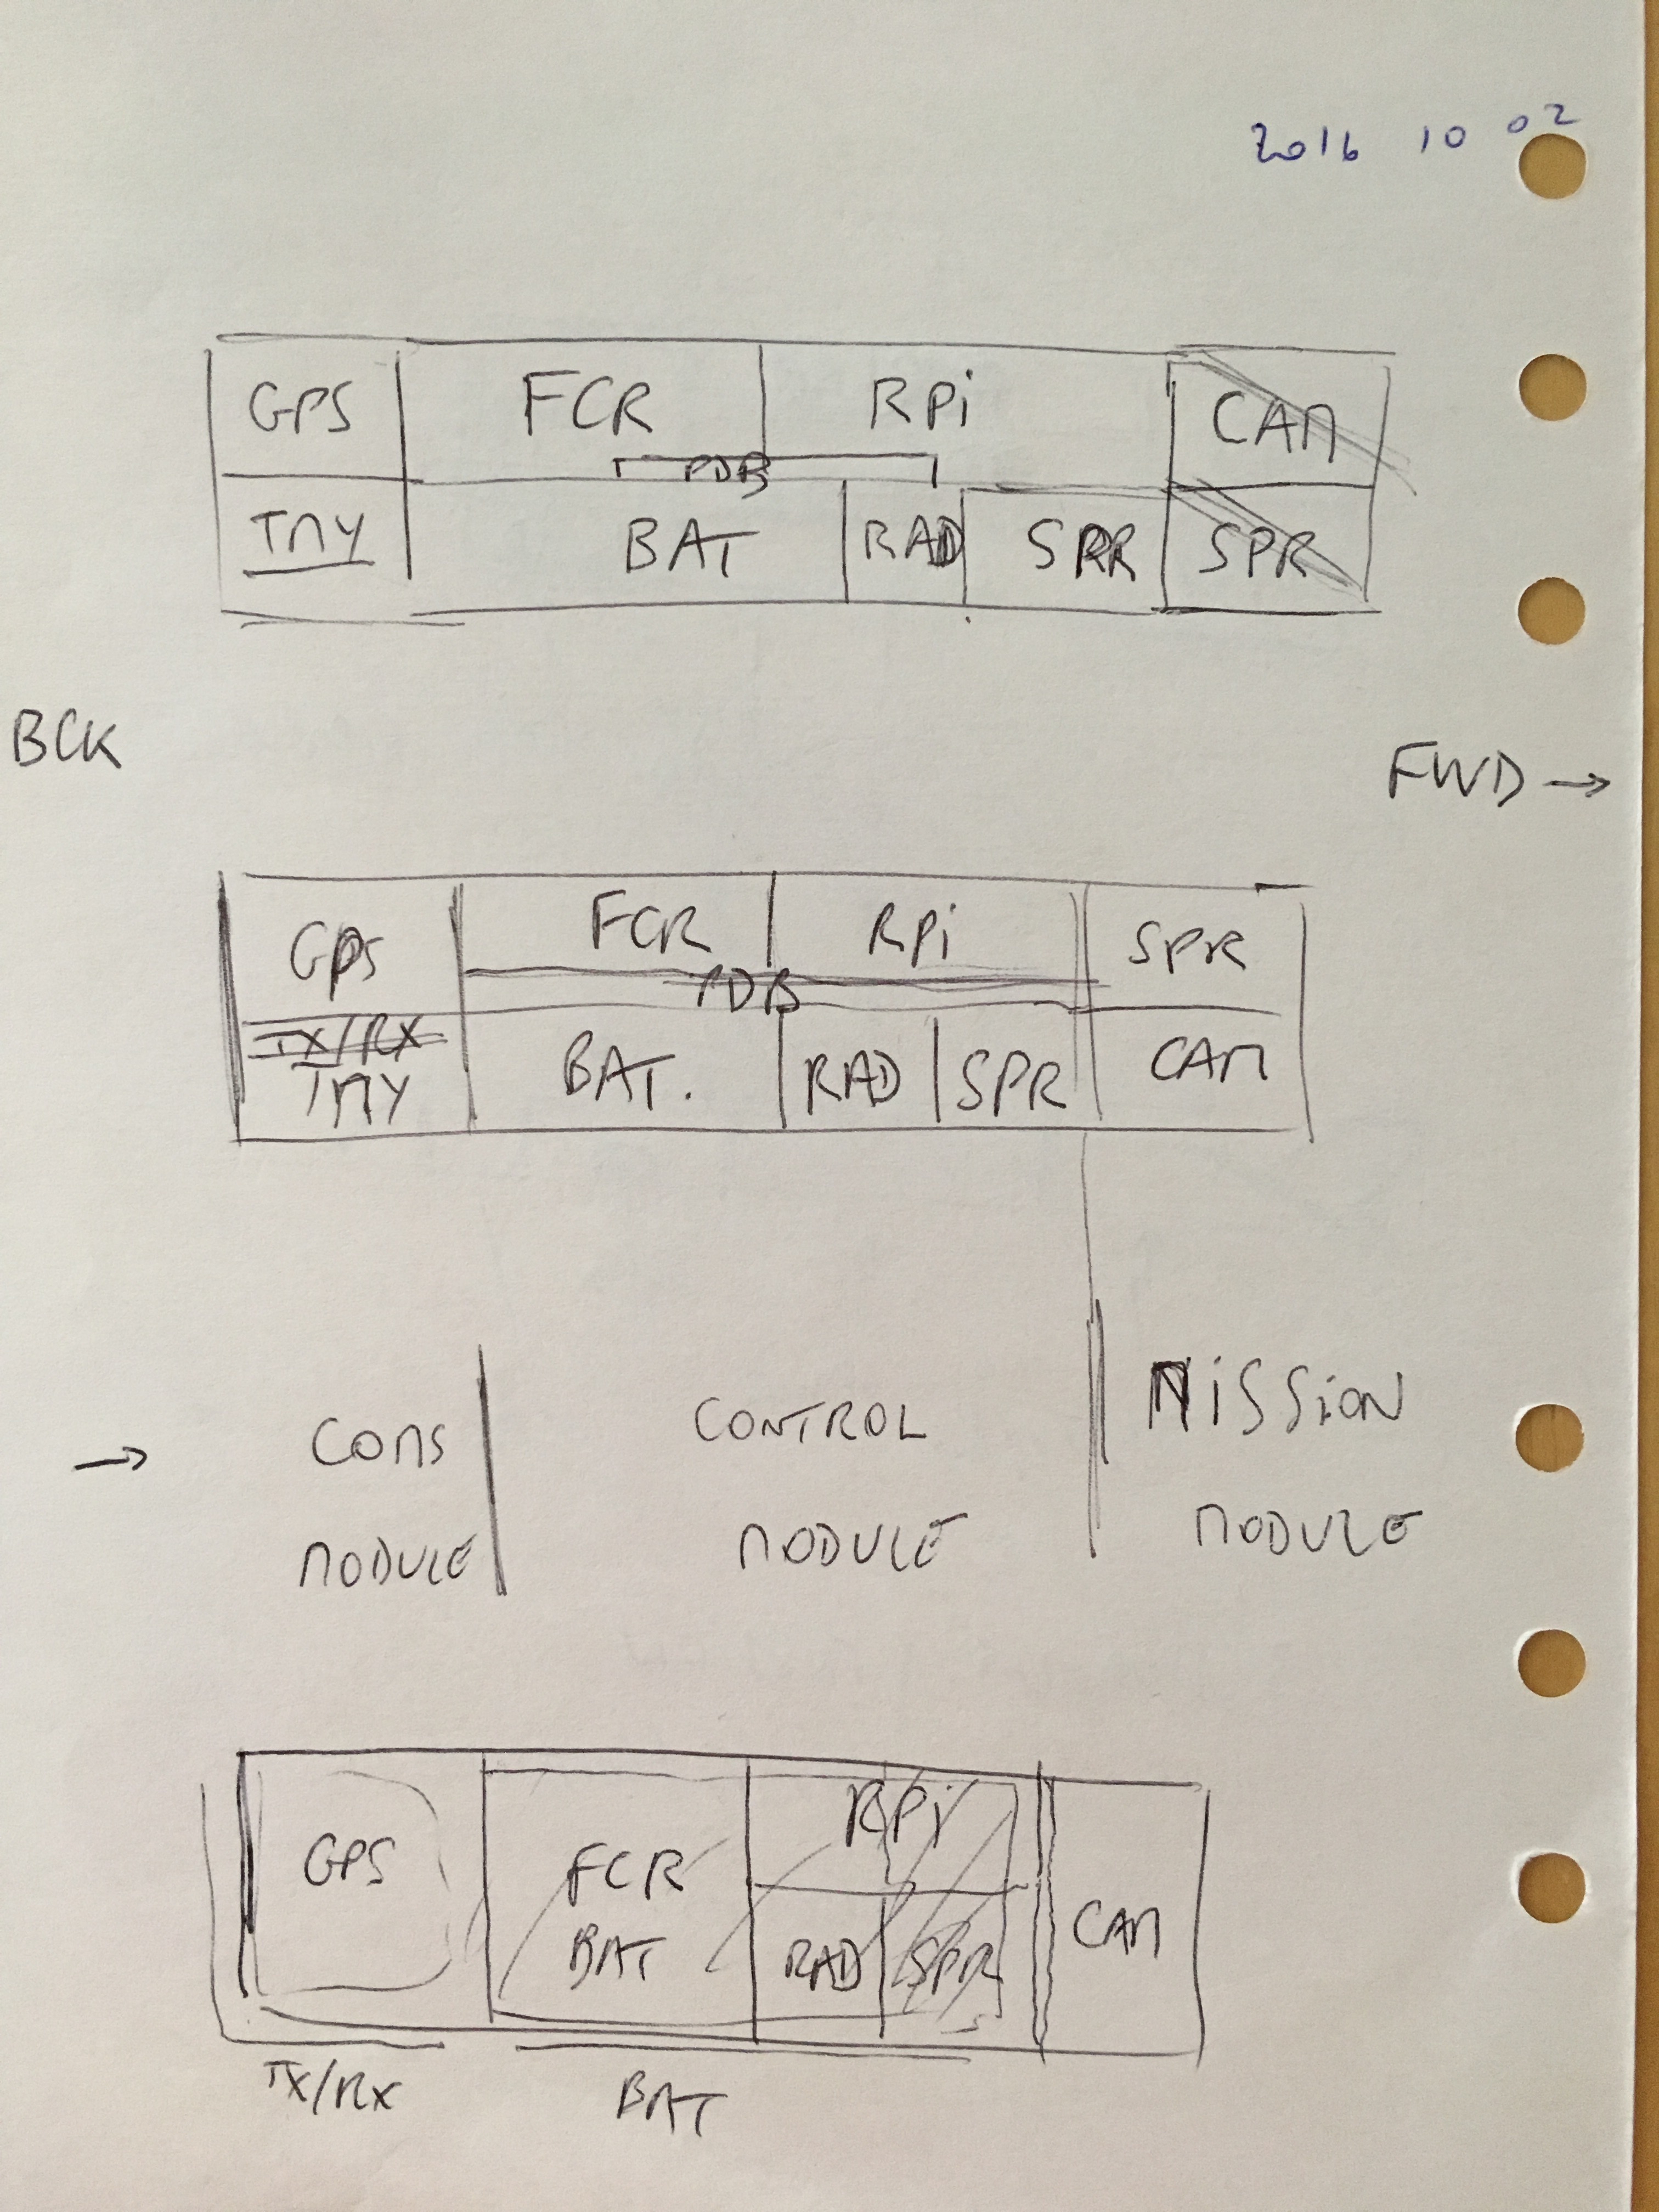 2016 10 02
GPS FCR RPi CAM
PDB
TMY BAT RAD SPR SPR
BCK
FWD →
GPS FCR RPi SPR
PDB
TX/RX
TMY BAT. RAD SPR CAM
→ COMS CONTROL MISSION
MODULE MODULE MODULE
RPi
GPS FCR
BAT RAD SPR CAM
TX/RX BAT